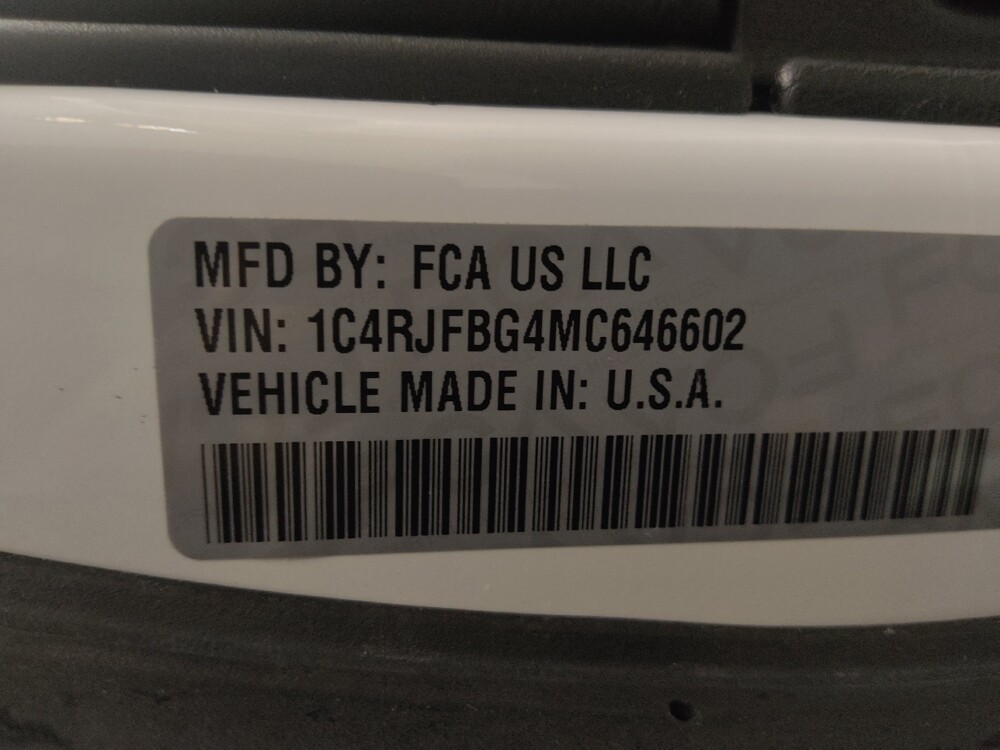 MFD BY: FCA US LLC
VIN: 1C4RJFBG4MC646602
VEHICLE MADE IN: U.S.A.